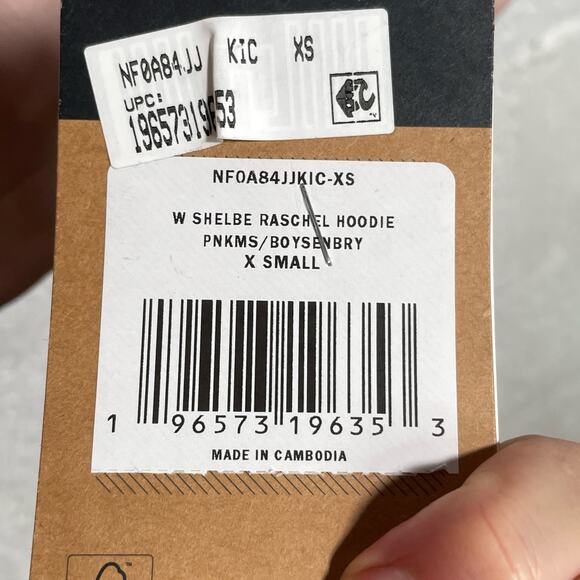 NF0A84JJ KIC XS
UPC:
NF0A84JJKIC-XS
W SHELBE RASCHEL HOODIE
PNKMS/BOYSENBRY
X SMALL
1 96573 19635 3
MADE IN CAMBODIA